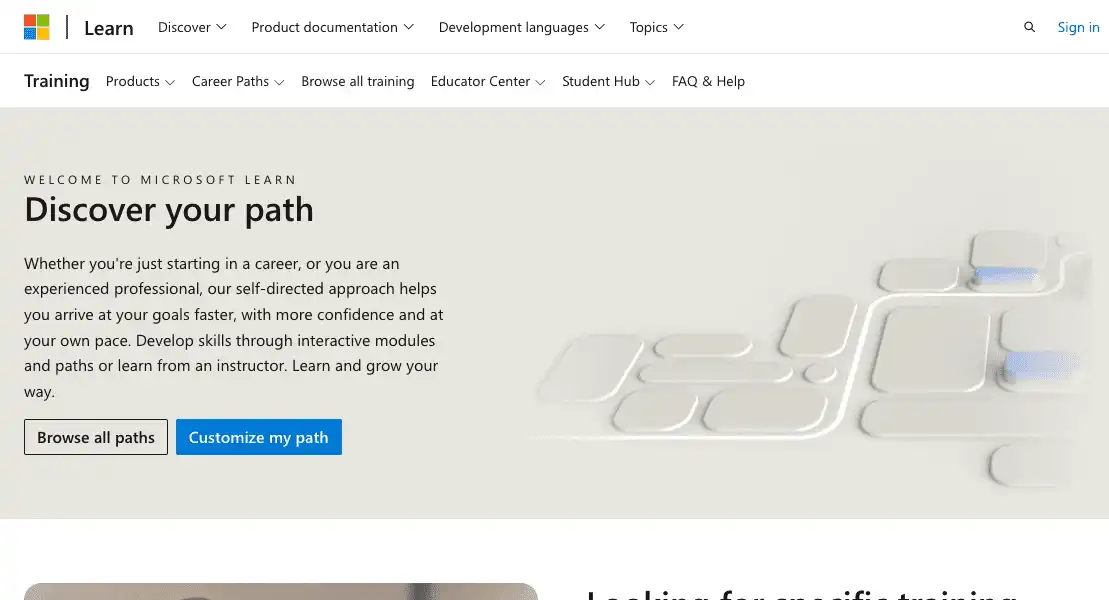 Learn
Discover
Product documentation
Development languages
Topics
Sign in
Training
Products
Career Paths
Browse all training
Educator Center
Student Hub
FAQ & Help
WELCOME TO MICROSOFT LEARN
Discover your path
Whether you're just starting in a career, or you are an
experienced professional, our self-directed approach helps
you arrive at your goals faster, with more confidence and at
your own pace. Develop skills through interactive modules
and paths or learn from an instructor. Learn and grow your
way.
Browse all paths
Customize my path
Looking for specific training